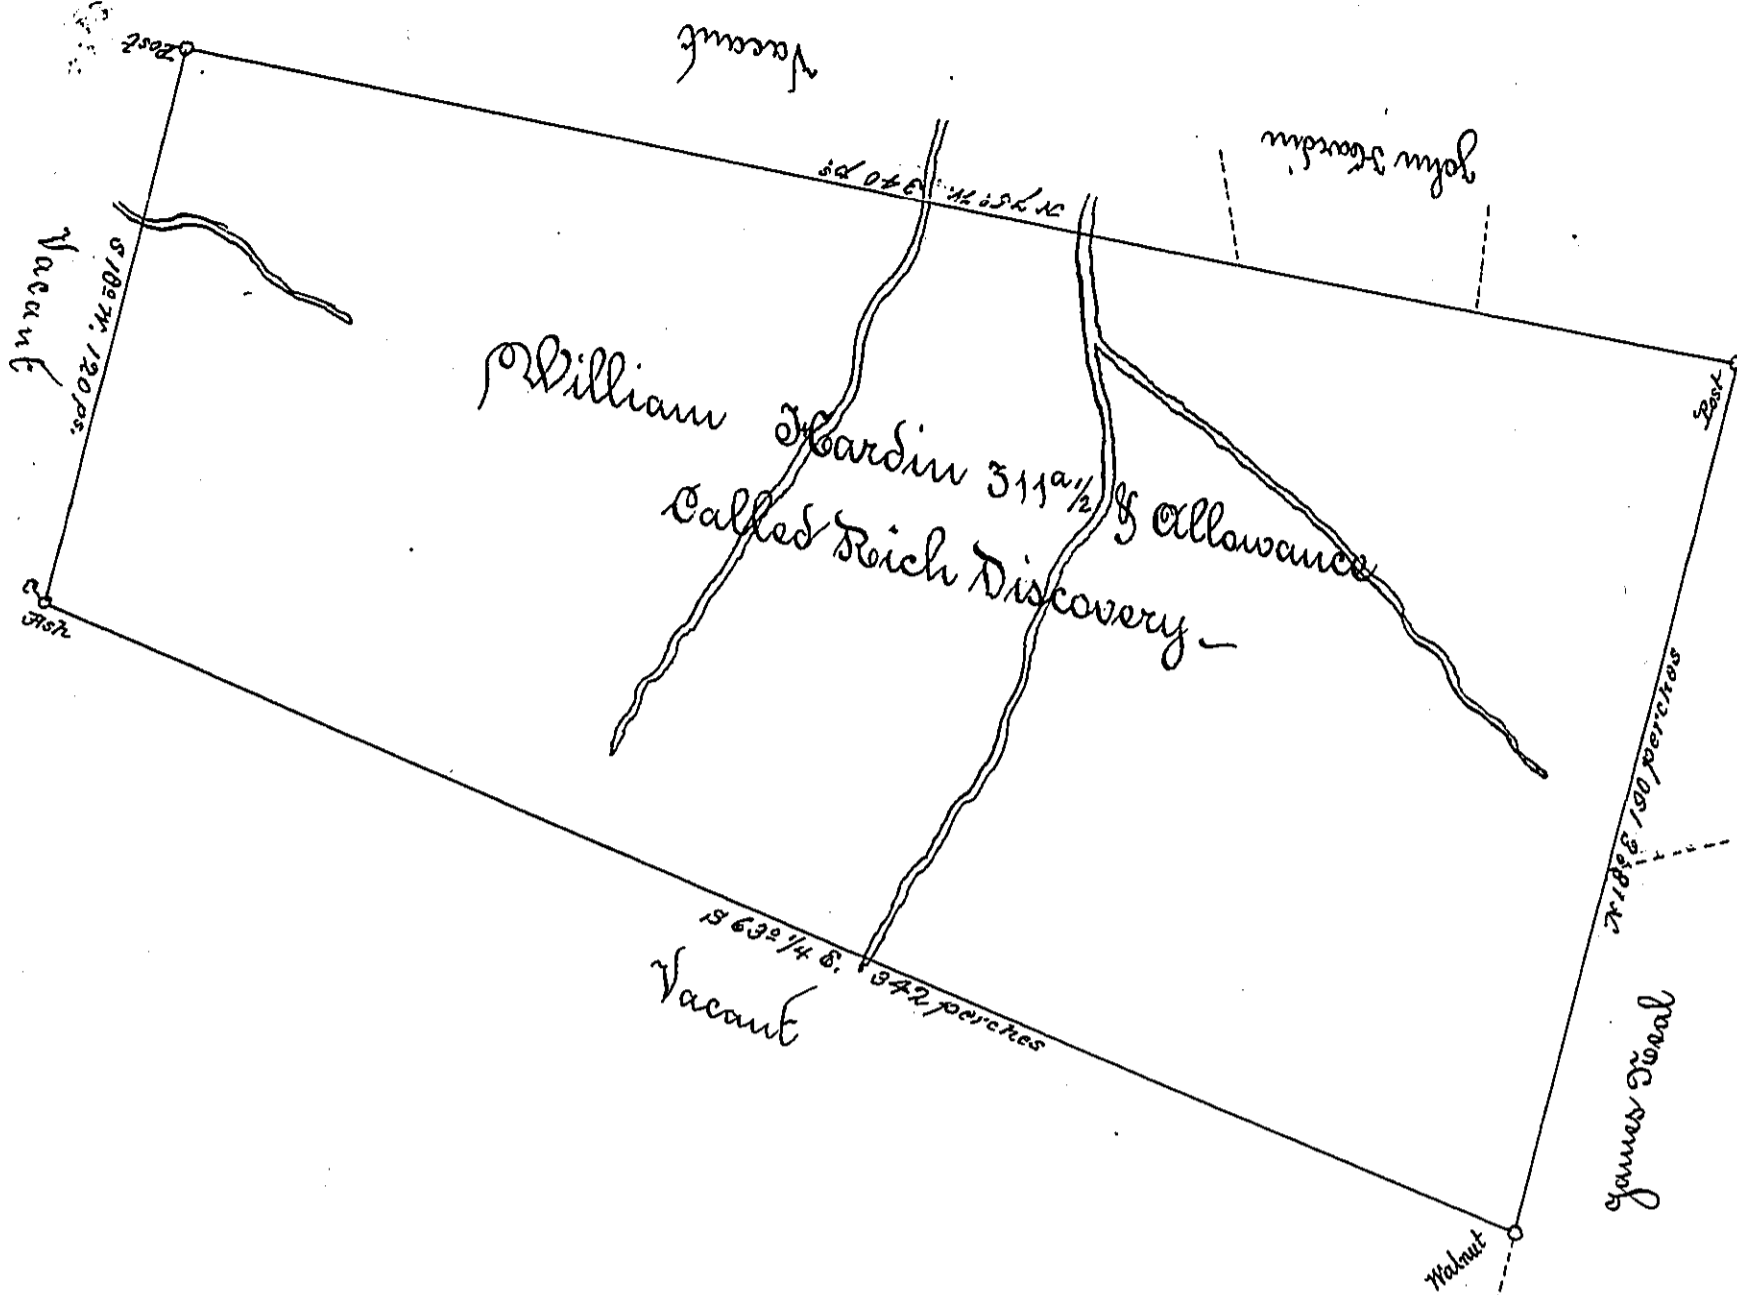 Post
Vacant
John Hardin
N 75° W. 340 ps
Post
Vacant
S 18° W. 120 ps.
William Hardin 311a 1/2 & Allowance
Called Rich Discovery —
N 18° E 190 perches
Ash
S 63° 1/4 E. 342 perches
Vacant
James Neal
Walnut